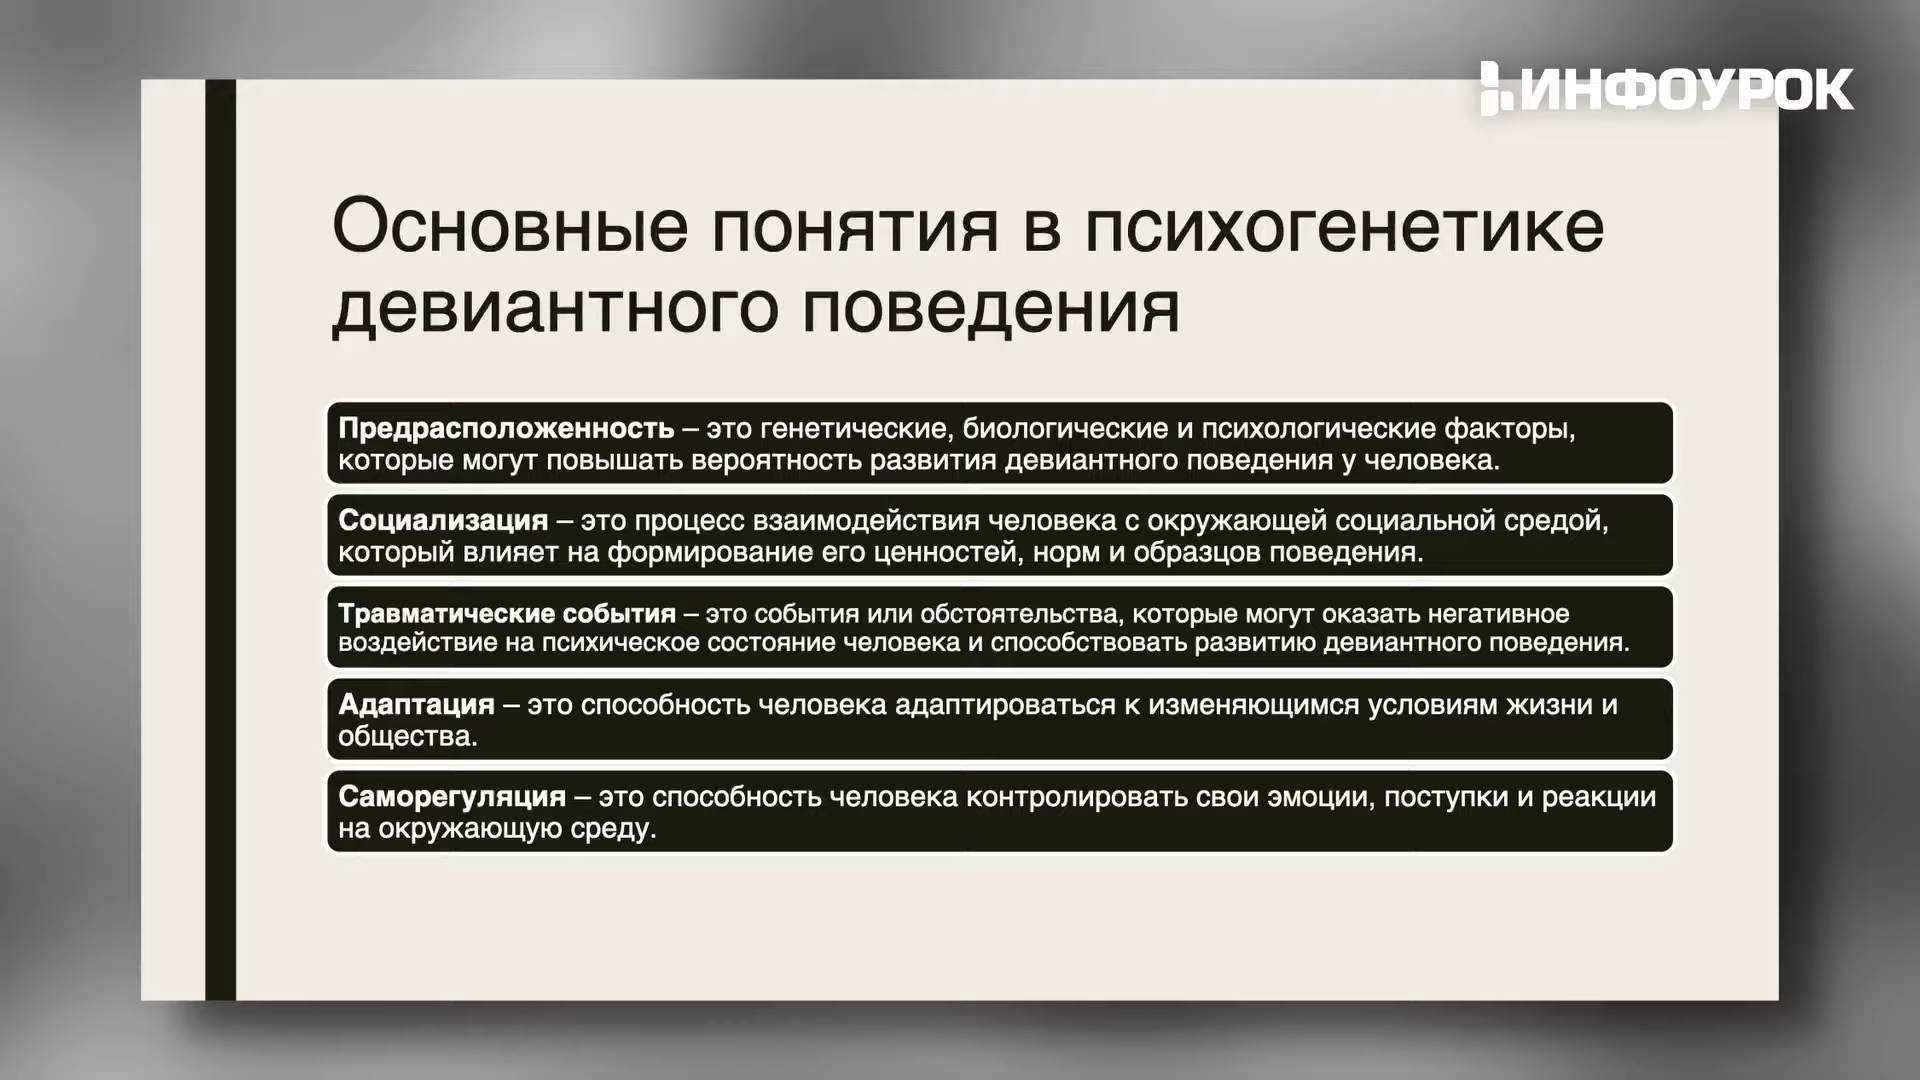 ИНФОУРОК
Основные понятия в психогенетике
девиантного поведения
Предрасположенность – это генетические, биологические и психологические факторы,
которые могут повышать вероятность развития девиантного поведения у человека.
Социализация – это процесс взаимодействия человека с окружающей социальной средой,
который влияет на формирование его ценностей, норм и образцов поведения.
Травматические события – это события или обстоятельства, которые могут оказать негативное
воздействие на психическое состояние человека и способствовать развитию девиантного поведения.
Адаптация – это способность человека адаптироваться к изменяющимся условиям жизни и
общества.
Саморегуляция – это способность человека контролировать свои эмоции, поступки и реакции
на окружающую среду.